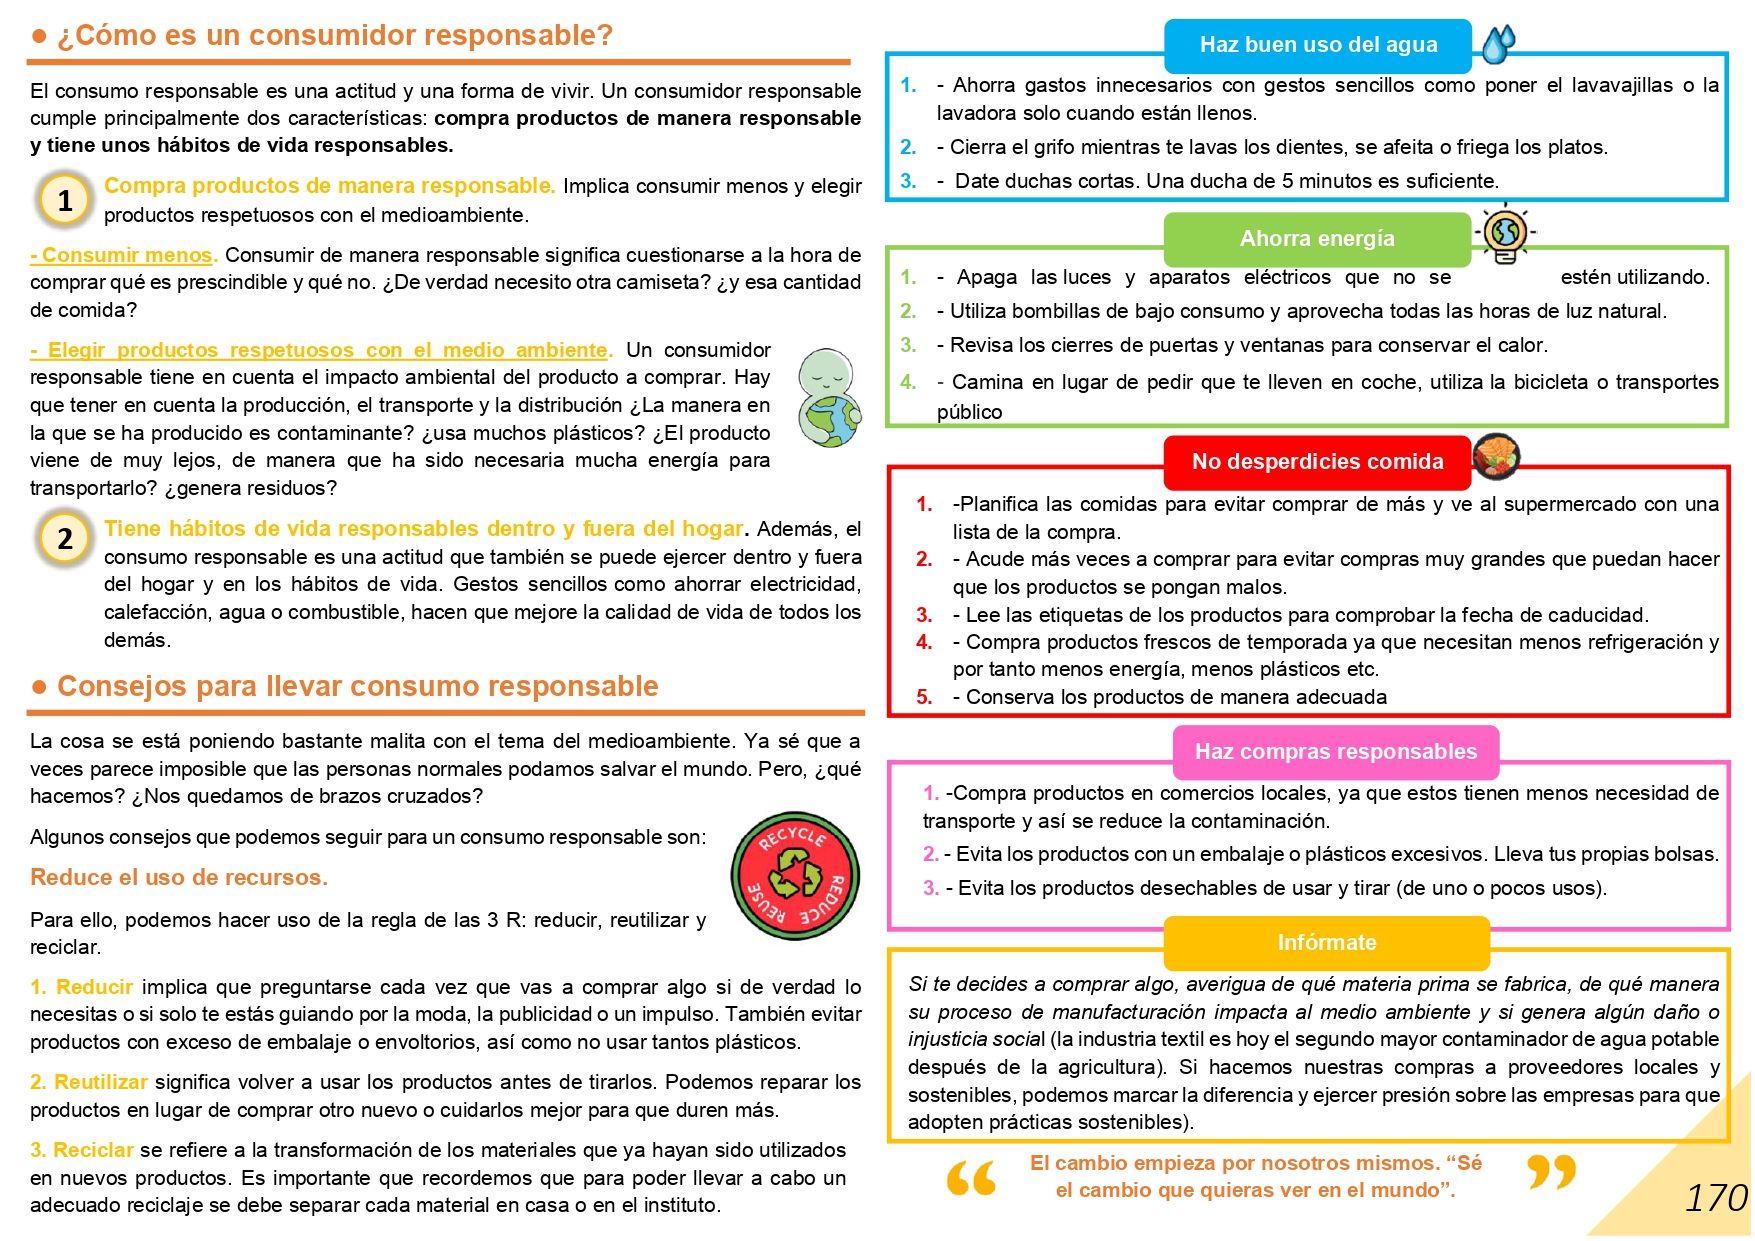 ● ¿Cómo es un consumidor responsable?
El consumo responsable es una actitud y una forma de vivir. Un consumidor responsable
cumple principalmente dos características: compra productos de manera responsable
y tiene unos hábitos de vida responsables.
1
Compra productos de manera responsable. Implica consumir menos y elegir
productos respetuosos con el medioambiente.
- Consumir menos. Consumir de manera responsable significa cuestionarse a la hora de
comprar qué es prescindible y qué no. ¿De verdad necesito otra camiseta? ¿y esa cantidad
de comida?
- Elegir productos respetuosos con el medio ambiente. Un consumidor
responsable tiene en cuenta el impacto ambiental del producto a comprar. Hay
que tener en cuenta la producción, el transporte y la distribución ¿La manera en
la que se ha producido es contaminante? ¿usa muchos plásticos? ¿El producto
viene de muy lejos, de manera que ha sido necesaria mucha energía para
transportarlo? ¿genera residuos?
2
Tiene hábitos de vida responsables dentro y fuera del hogar. Además, el
consumo responsable es una actitud que también se puede ejercer dentro y fuera
del hogar y en los hábitos de vida. Gestos sencillos como ahorrar electricidad,
calefacción, agua o combustible, hacen que mejore la calidad de vida de todos los
demás.
● Consejos para llevar consumo responsable
La cosa se está poniendo bastante malita con el tema del medioambiente. Ya sé que a
veces parece imposible que las personas normales podamos salvar el mundo. Pero, ¿qué
hacemos? ¿Nos quedamos de brazos cruzados?
Algunos consejos que podemos seguir para un consumo responsable son:
RECYCLE
REDUCE
REUSE
Reduce el uso de recursos.
Para ello, podemos hacer uso de la regla de las 3 R: reducir, reutilizar y
reciclar.
1. Reducir implica que preguntarse cada vez que vas a comprar algo si de verdad lo
necesitas o si solo te estás guiando por la moda, la publicidad o un impulso. También evitar
productos con exceso de embalaje o envoltorios, así como no usar tantos plásticos.
2. Reutilizar significa volver a usar los productos antes de tirarlos. Podemos reparar los
productos en lugar de comprar otro nuevo o cuidarlos mejor para que duren más.
3. Reciclar se refiere a la transformación de los materiales que ya hayan sido utilizados
en nuevos productos. Es importante que recordemos que para poder llevar a cabo un
adecuado reciclaje se debe separar cada material en casa o en el instituto.
Haz buen uso del agua
1. - Ahorra gastos innecesarios con gestos sencillos como poner el lavavajillas o la
lavadora solo cuando están llenos.
2. - Cierra el grifo mientras te lavas los dientes, se afeita o friega los platos.
3. - Date duchas cortas. Una ducha de 5 minutos es suficiente.
Ahorra energía
1. - Apaga las luces y aparatos eléctricos que no se estén utilizando.
2. - Utiliza bombillas de bajo consumo y aprovecha todas las horas de luz natural.
3. - Revisa los cierres de puertas y ventanas para conservar el calor.
4. - Camina en lugar de pedir que te lleven en coche, utiliza la bicicleta o transportes
público
No desperdicies comida
1. -Planifica las comidas para evitar comprar de más y ve al supermercado con una
lista de la compra.
2. - Acude más veces a comprar para evitar compras muy grandes que puedan hacer
que los productos se pongan malos.
3. - Lee las etiquetas de los productos para comprobar la fecha de caducidad.
4. - Compra productos frescos de temporada ya que necesitan menos refrigeración y
por tanto menos energía, menos plásticos etc.
5. - Conserva los productos de manera adecuada
Haz compras responsables
1. -Compra productos en comercios locales, ya que estos tienen menos necesidad de
transporte y así se reduce la contaminación.
2. - Evita los productos con un embalaje o plásticos excesivos. Lleva tus propias bolsas.
3. - Evita los productos desechables de usar y tirar (de uno o pocos usos).
Infórmate
Si te decides a comprar algo, averigua de qué materia prima se fabrica, de qué manera
su proceso de manufacturación impacta al medio ambiente y si genera algún daño o
injusticia social (la industria textil es hoy el segundo mayor contaminador de agua potable
después de la agricultura). Si hacemos nuestras compras a proveedores locales y
sostenibles, podemos marcar la diferencia y ejercer presión sobre las empresas para que
adopten prácticas sostenibles).
“ El cambio empieza por nosotros mismos. “Sé
el cambio que quieras ver en el mundo”. ”
170